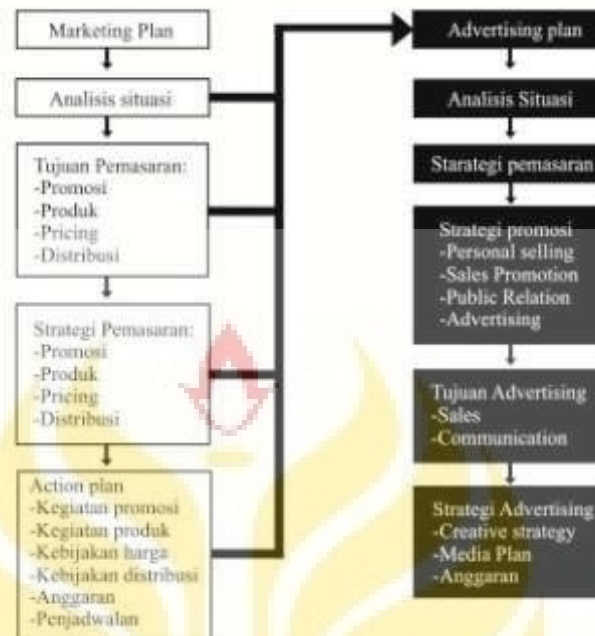 Marketing Plan
Analisis situasi
Tujuan Pemasaran:
-Promosi
-Produk
-Pricing
-Distribusi
Strategi Pemasaran:
-Promosi
-Produk
-Pricing
-Distribusi
Action plan
-Kegiatan promosi
-Kegiatan produk
-Kebijakan harga
-Kebijakan distribusi
-Anggaran
-Penjadwalan
Advertising plan
Analisis Situasi
Starategi pemasaran
Strategi promosi
-Personal selling
-Sales Promotion
-Public Relation
-Advertising
Tujuan Advertising
-Sales
-Communication
Strategi Advertising
-Creative strategy
-Media Plan
-Anggaran